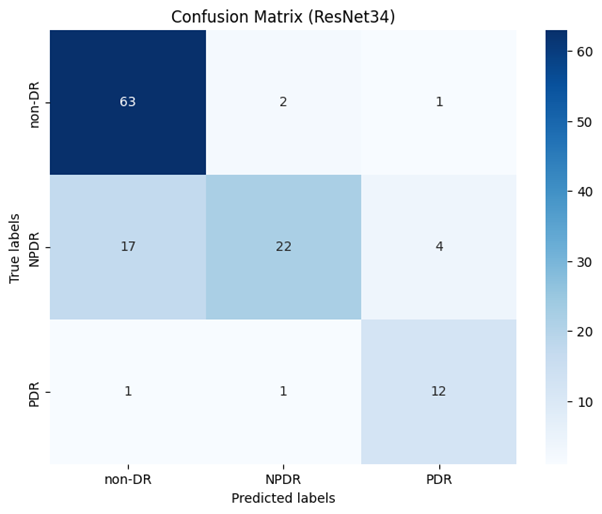 Confusion Matrix (ResNet34)
True labels
non-DR
63 2 1
NPDR
17 22 4
PDR
1 1 12
non-DR NPDR PDR
Predicted labels
60
50
40
30
20
10